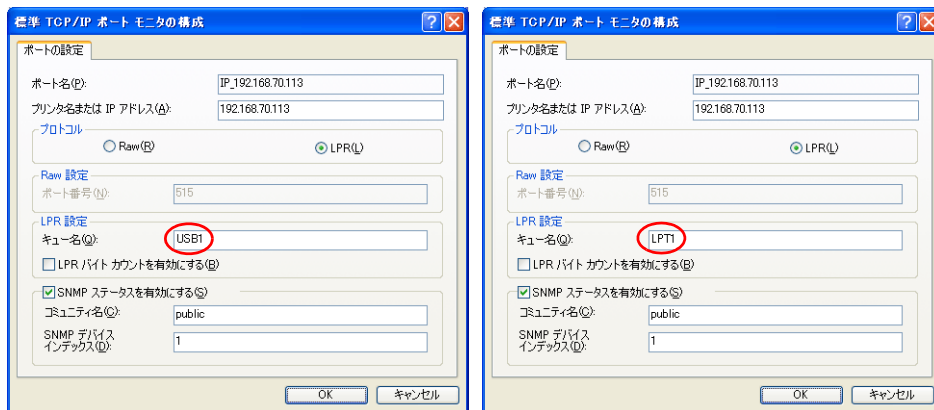 標準 TCP/IP ポート モニタの構成
ポートの設定
ポート名(P):
IP_192.168.70.113
プリンタ名または IP アドレス(A):
192.168.70.113
プロトコル
Raw(R)
LPR(L)
Raw 設定
ポート番号(N):
515
LPR 設定
キュー名(Q):
USB1
LPR バイト カウントを有効にする(B)
SNMP ステータスを有効にする(S)
コミュニティ名(C):
public
SNMP デバイス
インデックス(D):
1
OK
キャンセル
標準 TCP/IP ポート モニタの構成
ポートの設定
ポート名(P):
IP_192.168.70.113
プリンタ名または IP アドレス(A):
192.168.70.113
プロトコル
Raw(R)
LPR(L)
Raw 設定
ポート番号(N):
515
LPR 設定
キュー名(Q):
LPT1
LPR バイト カウントを有効にする(B)
SNMP ステータスを有効にする(S)
コミュニティ名(C):
public
SNMP デバイス
インデックス(D):
1
OK
キャンセル